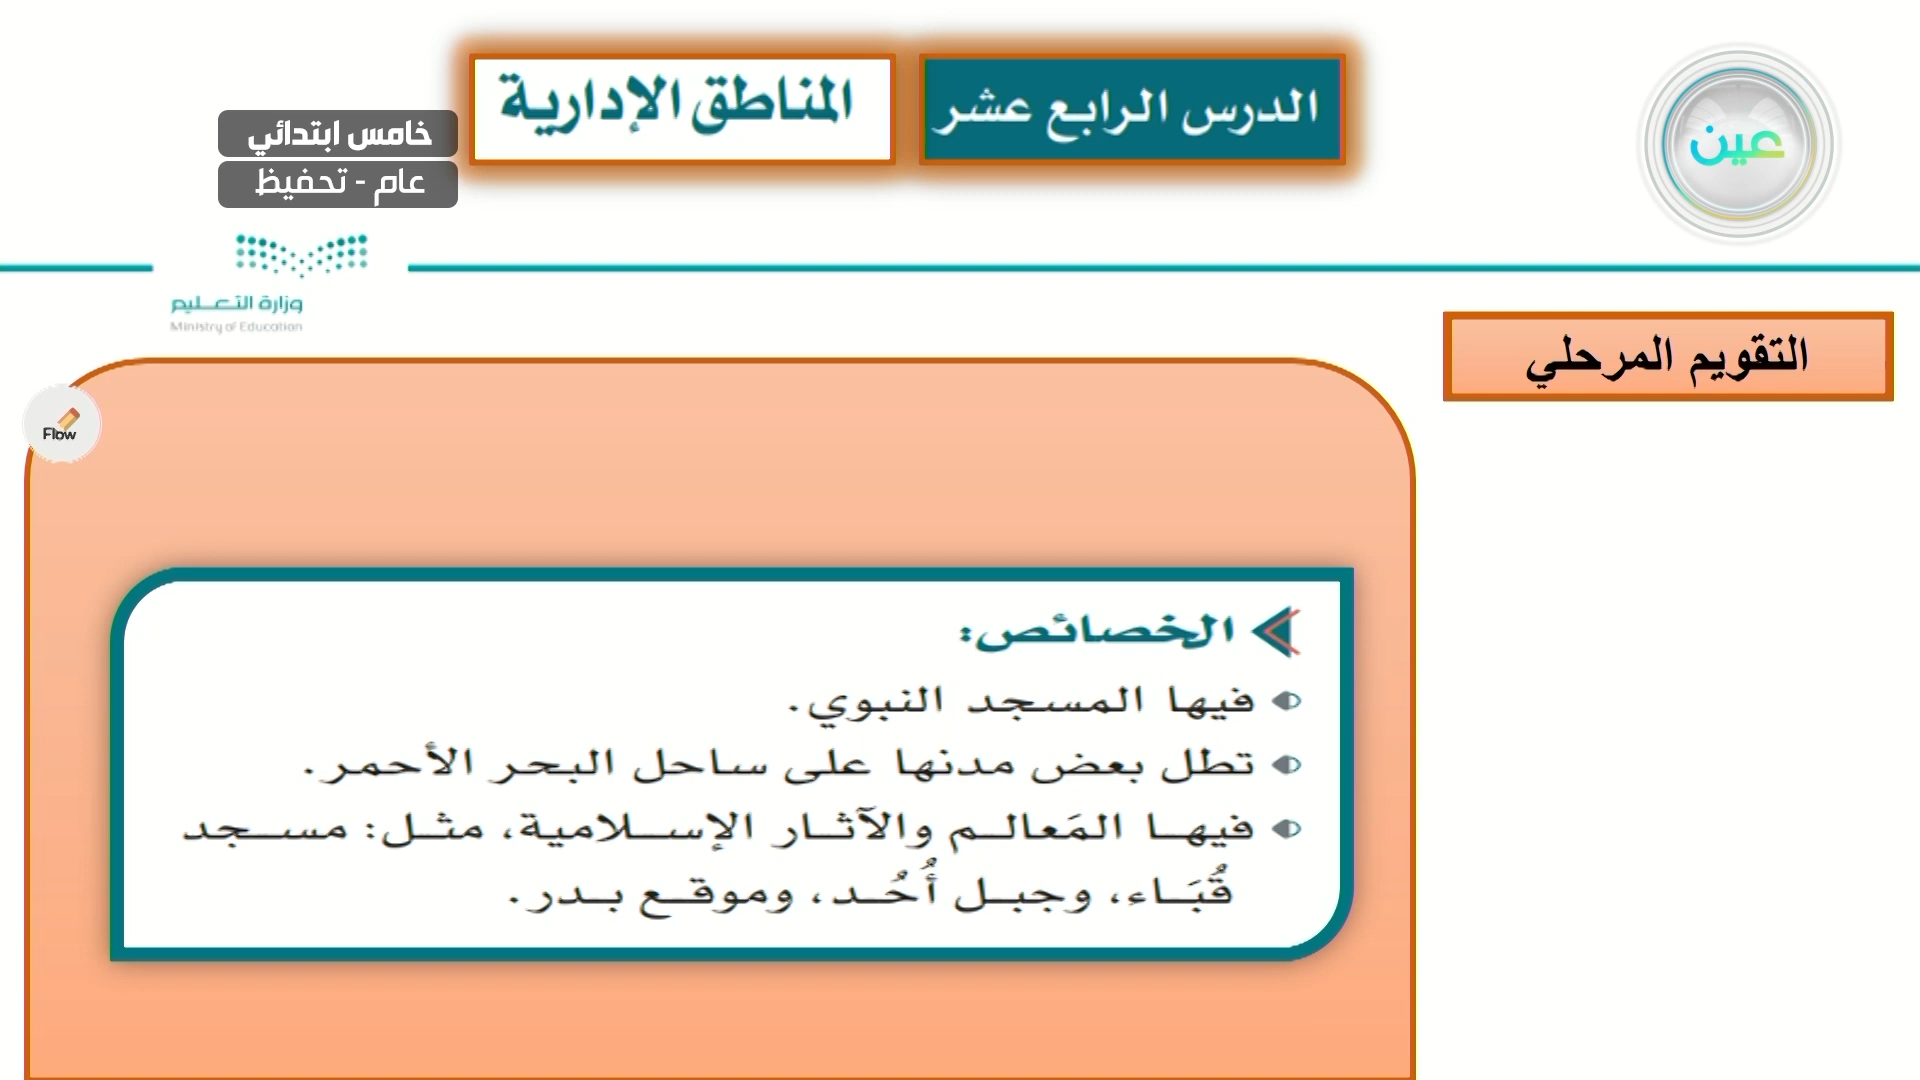 الدرس الرابع عشر
المناطق الإدارية
خامس ابتدائي
عام - تحفيظ
عين
وزارة التعليم
Ministry of Education
التقويم المرحلي
Flow
الخصائص:
فيها المسجد النبوي.
تطل بعض مدنها على ساحل البحر الأحمر.
فيها المَعالم والآثار الإسلامية، مثل: مسجد
قُبَاء، وجبل أُحُد، وموقع بدر.